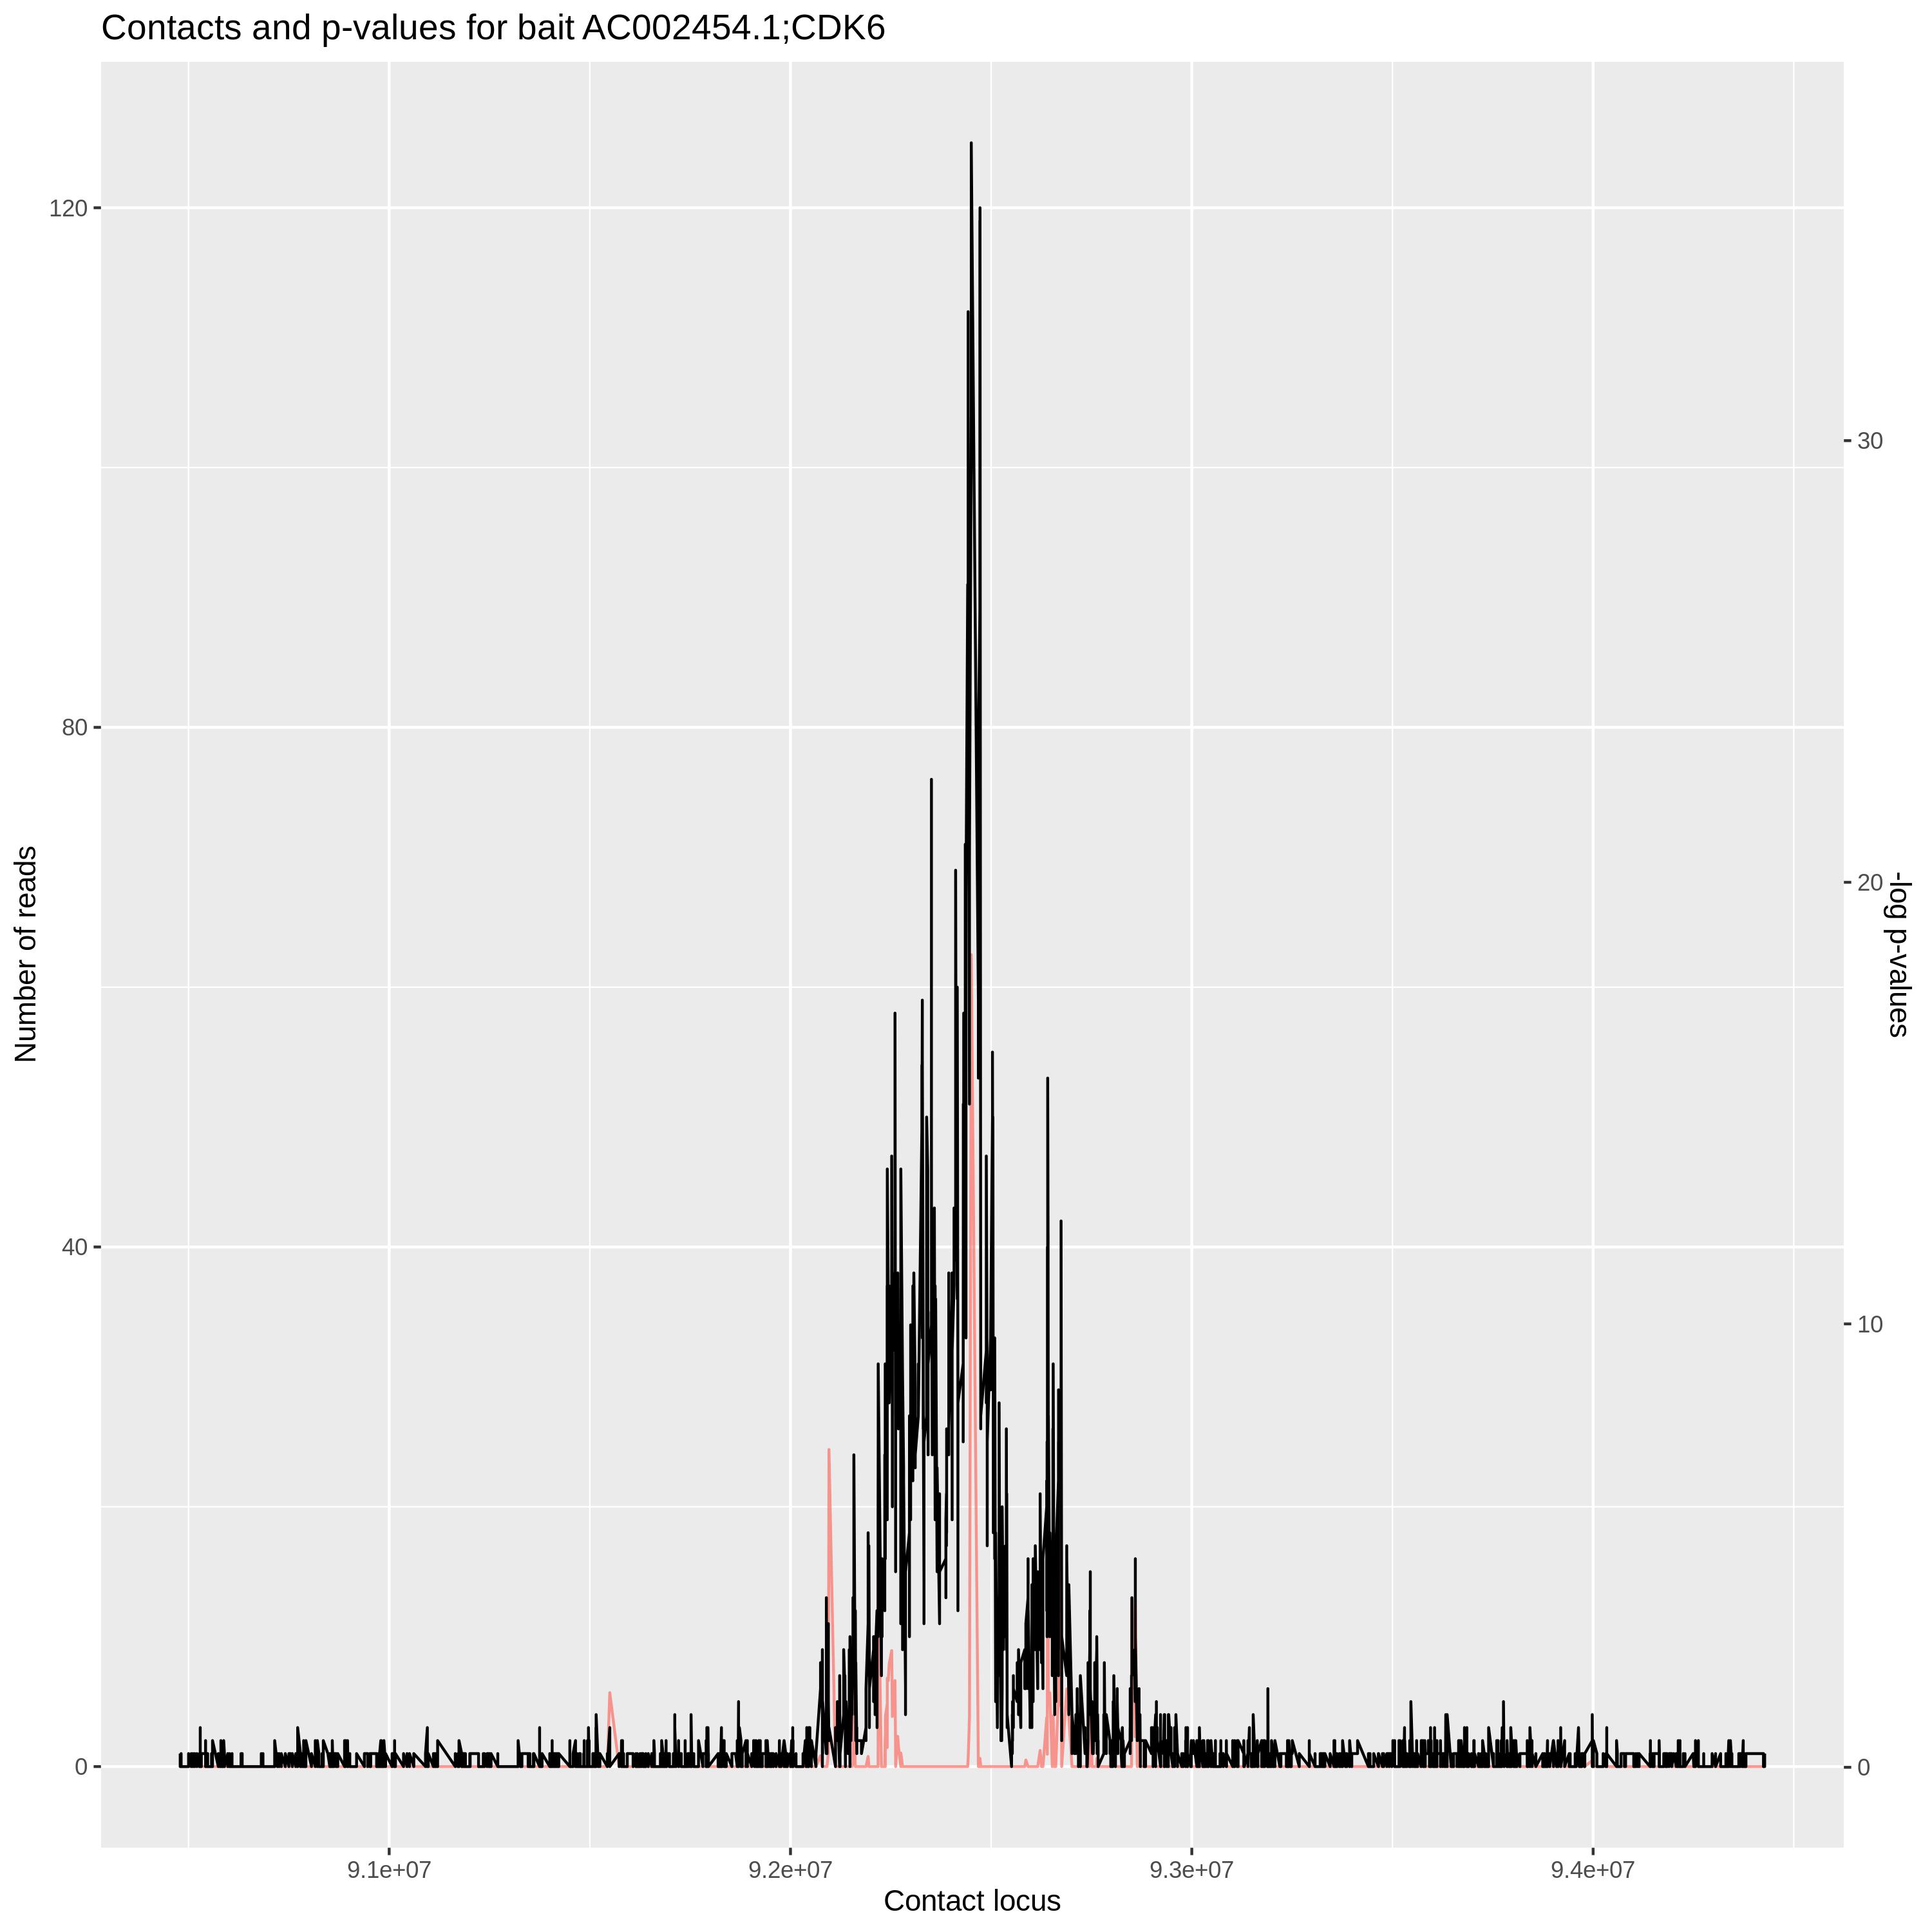 Contacts and p-values for bait AC002454.1;CDK6
120
80
40
0
Number of reads
30
20
10
0
-log p-values
9.1e+07
9.2e+07
9.3e+07
9.4e+07
Contact locus